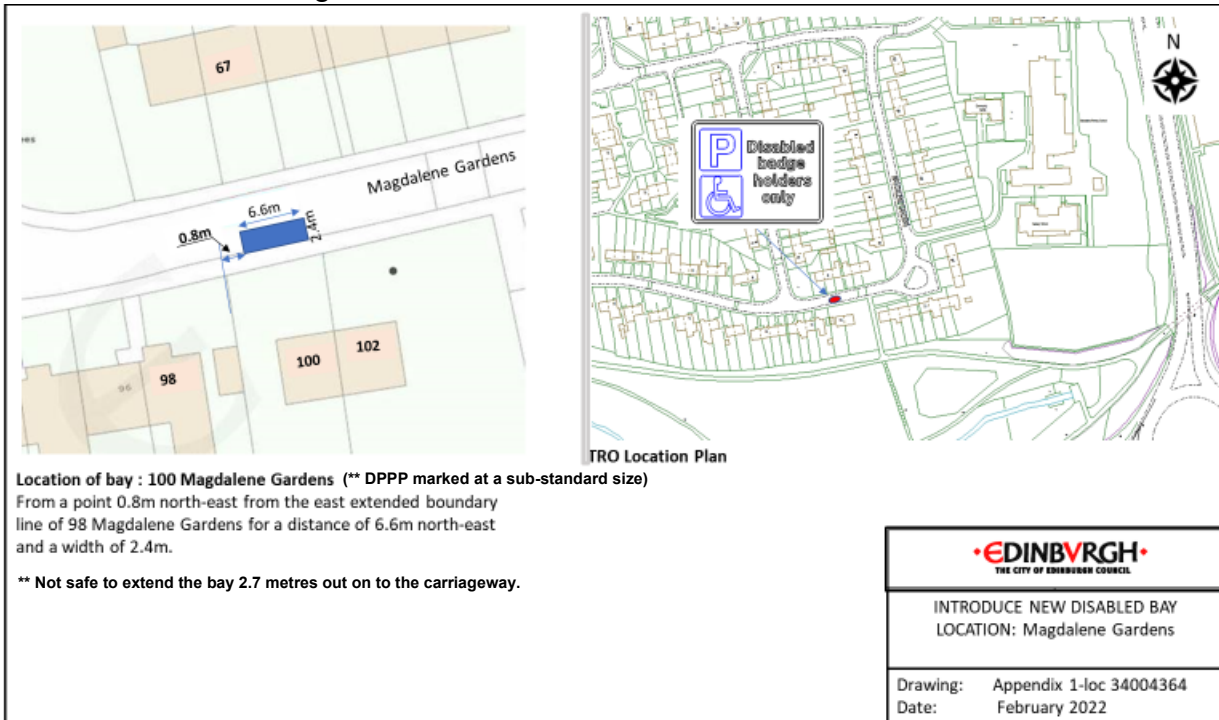 67
Magdalene Gardens
6.6m
2.4m
0.8m
100
102
98
96
N
P
Disabled
badge
holders
only
TRO Location Plan
Location of bay : 100 Magdalene Gardens (** DPPP marked at a sub-standard size)
From a point 0.8m north-east from the east extended boundary
line of 98 Magdalene Gardens for a distance of 6.6m north-east
and a width of 2.4m.
** Not safe to extend the bay 2.7 metres out on to the carriageway.
•EDINBVRGH•
THE CITY OF EDINBURGH COUNCIL
INTRODUCE NEW DISABLED BAY
LOCATION: Magdalene Gardens
Drawing: Appendix 1-loc 34004364
Date: February 2022